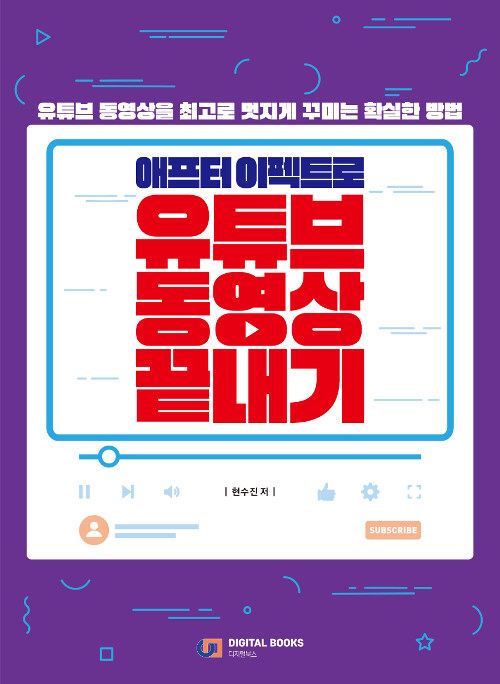 유튜브 동영상을 최고로 멋지게 꾸미는 확실한 방법
애프터 이펙트로
유튜브
동영상
끝내기
| 현수진 저 |
SUBSCRIBE
DIGITAL BOOKS
디지털북스